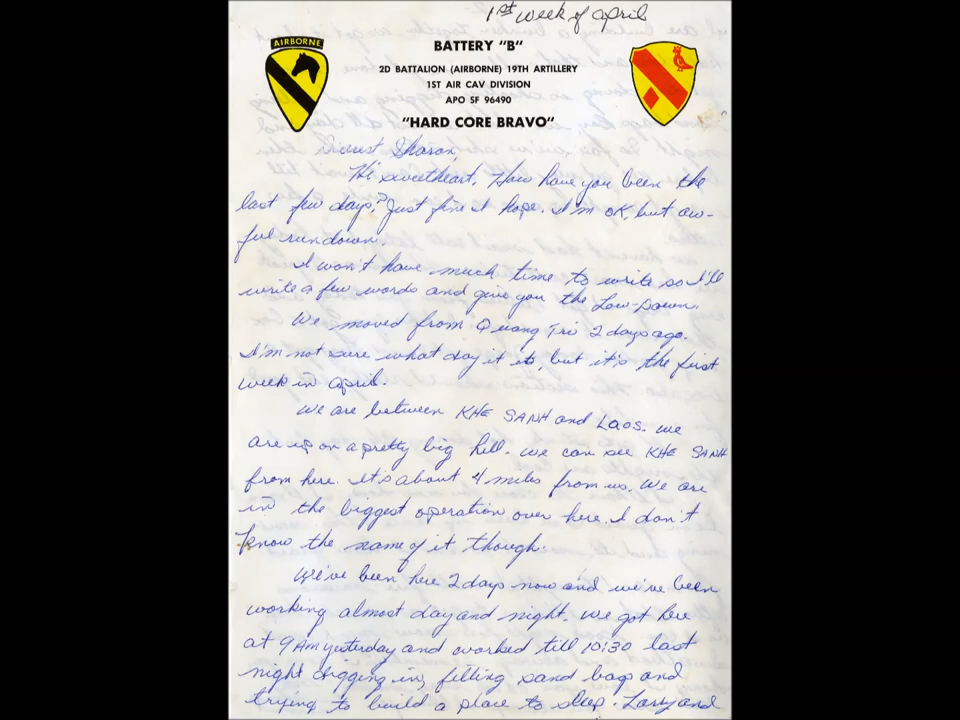 1st week of april
AIRBORNE
BATTERY "B"
2D BATTALION (AIRBORNE) 19TH ARTILLERY
1ST AIR CAV DIVISION
APO SF 96490
"HARD CORE BRAVO"
Dearest Sharon,
Hi sweetheart. How have you been the
last few days? Just fine I hope. I'm OK, but aw-
ful rundown.
I won't have much time to write so I'll
write a few words and give you the Low-Down.
We moved from Quang Tri 2 days ago.
I'm not sure what day it is, but it's the first
week in april.
We are between KHE SANH and LAOS. We
are up on a pretty big hill. We can see KHE SANH
from here. It's about 4 miles from us. We are
in the biggest operation over here. I don't
know the name of it though.
We've been here 2 days now and we've been
working almost day and night. We got here
at 9 AM yesterday and worked till 10:30 last
night digging in, filling sand bags and
trying to build a place to sleep. Larry and